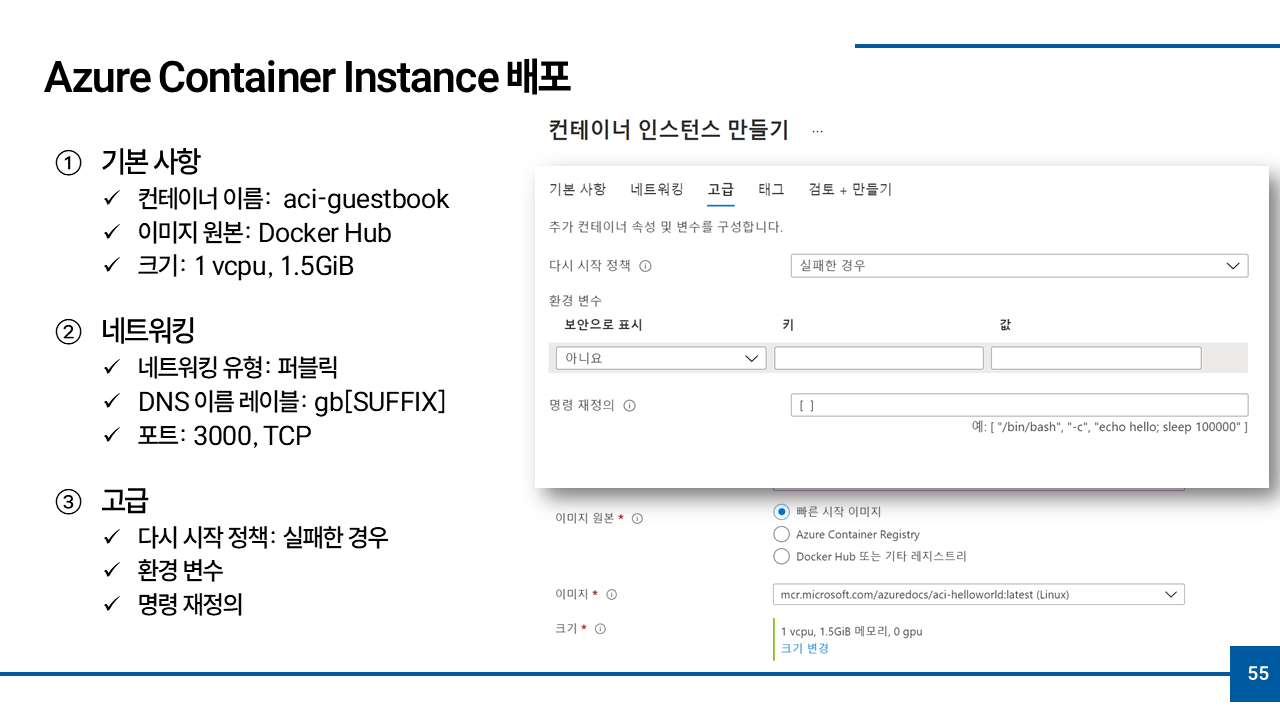 Azure Container Instance 배포
① 기본 사항
✓ 컨테이너 이름: aci-guestbook
✓ 이미지 원본: Docker Hub
✓ 크기: 1 vcpu, 1.5GiB
② 네트워킹
✓ 네트워킹 유형: 퍼블릭
✓ DNS 이름 레이블: gb[SUFFIX]
✓ 포트: 3000, TCP
③ 고급
✓ 다시 시작 정책: 실패한 경우
✓ 환경 변수
✓ 명령 재정의
컨테이너 인스턴스 만들기 ...
기본 사항 네트워킹 고급 태그 검토 + 만들기
추가 컨테이너 속성 및 변수를 구성합니다.
다시 시작 정책 실패한 경우
환경 변수
보안으로 표시 키 값
아니요
명령 재정의 [ ]
예: [ "/bin/bash", "-c", "echo hello; sleep 100000" ]
이미지 원본 * 빠른 시작 이미지
Azure Container Registry
Docker Hub 또는 기타 레지스트리
이미지 * mcr.microsoft.com/azuredocs/aci-helloworld:latest (Linux)
크기 * 1 vcpu, 1.5GiB 메모리, 0 gpu
크기 변경
55